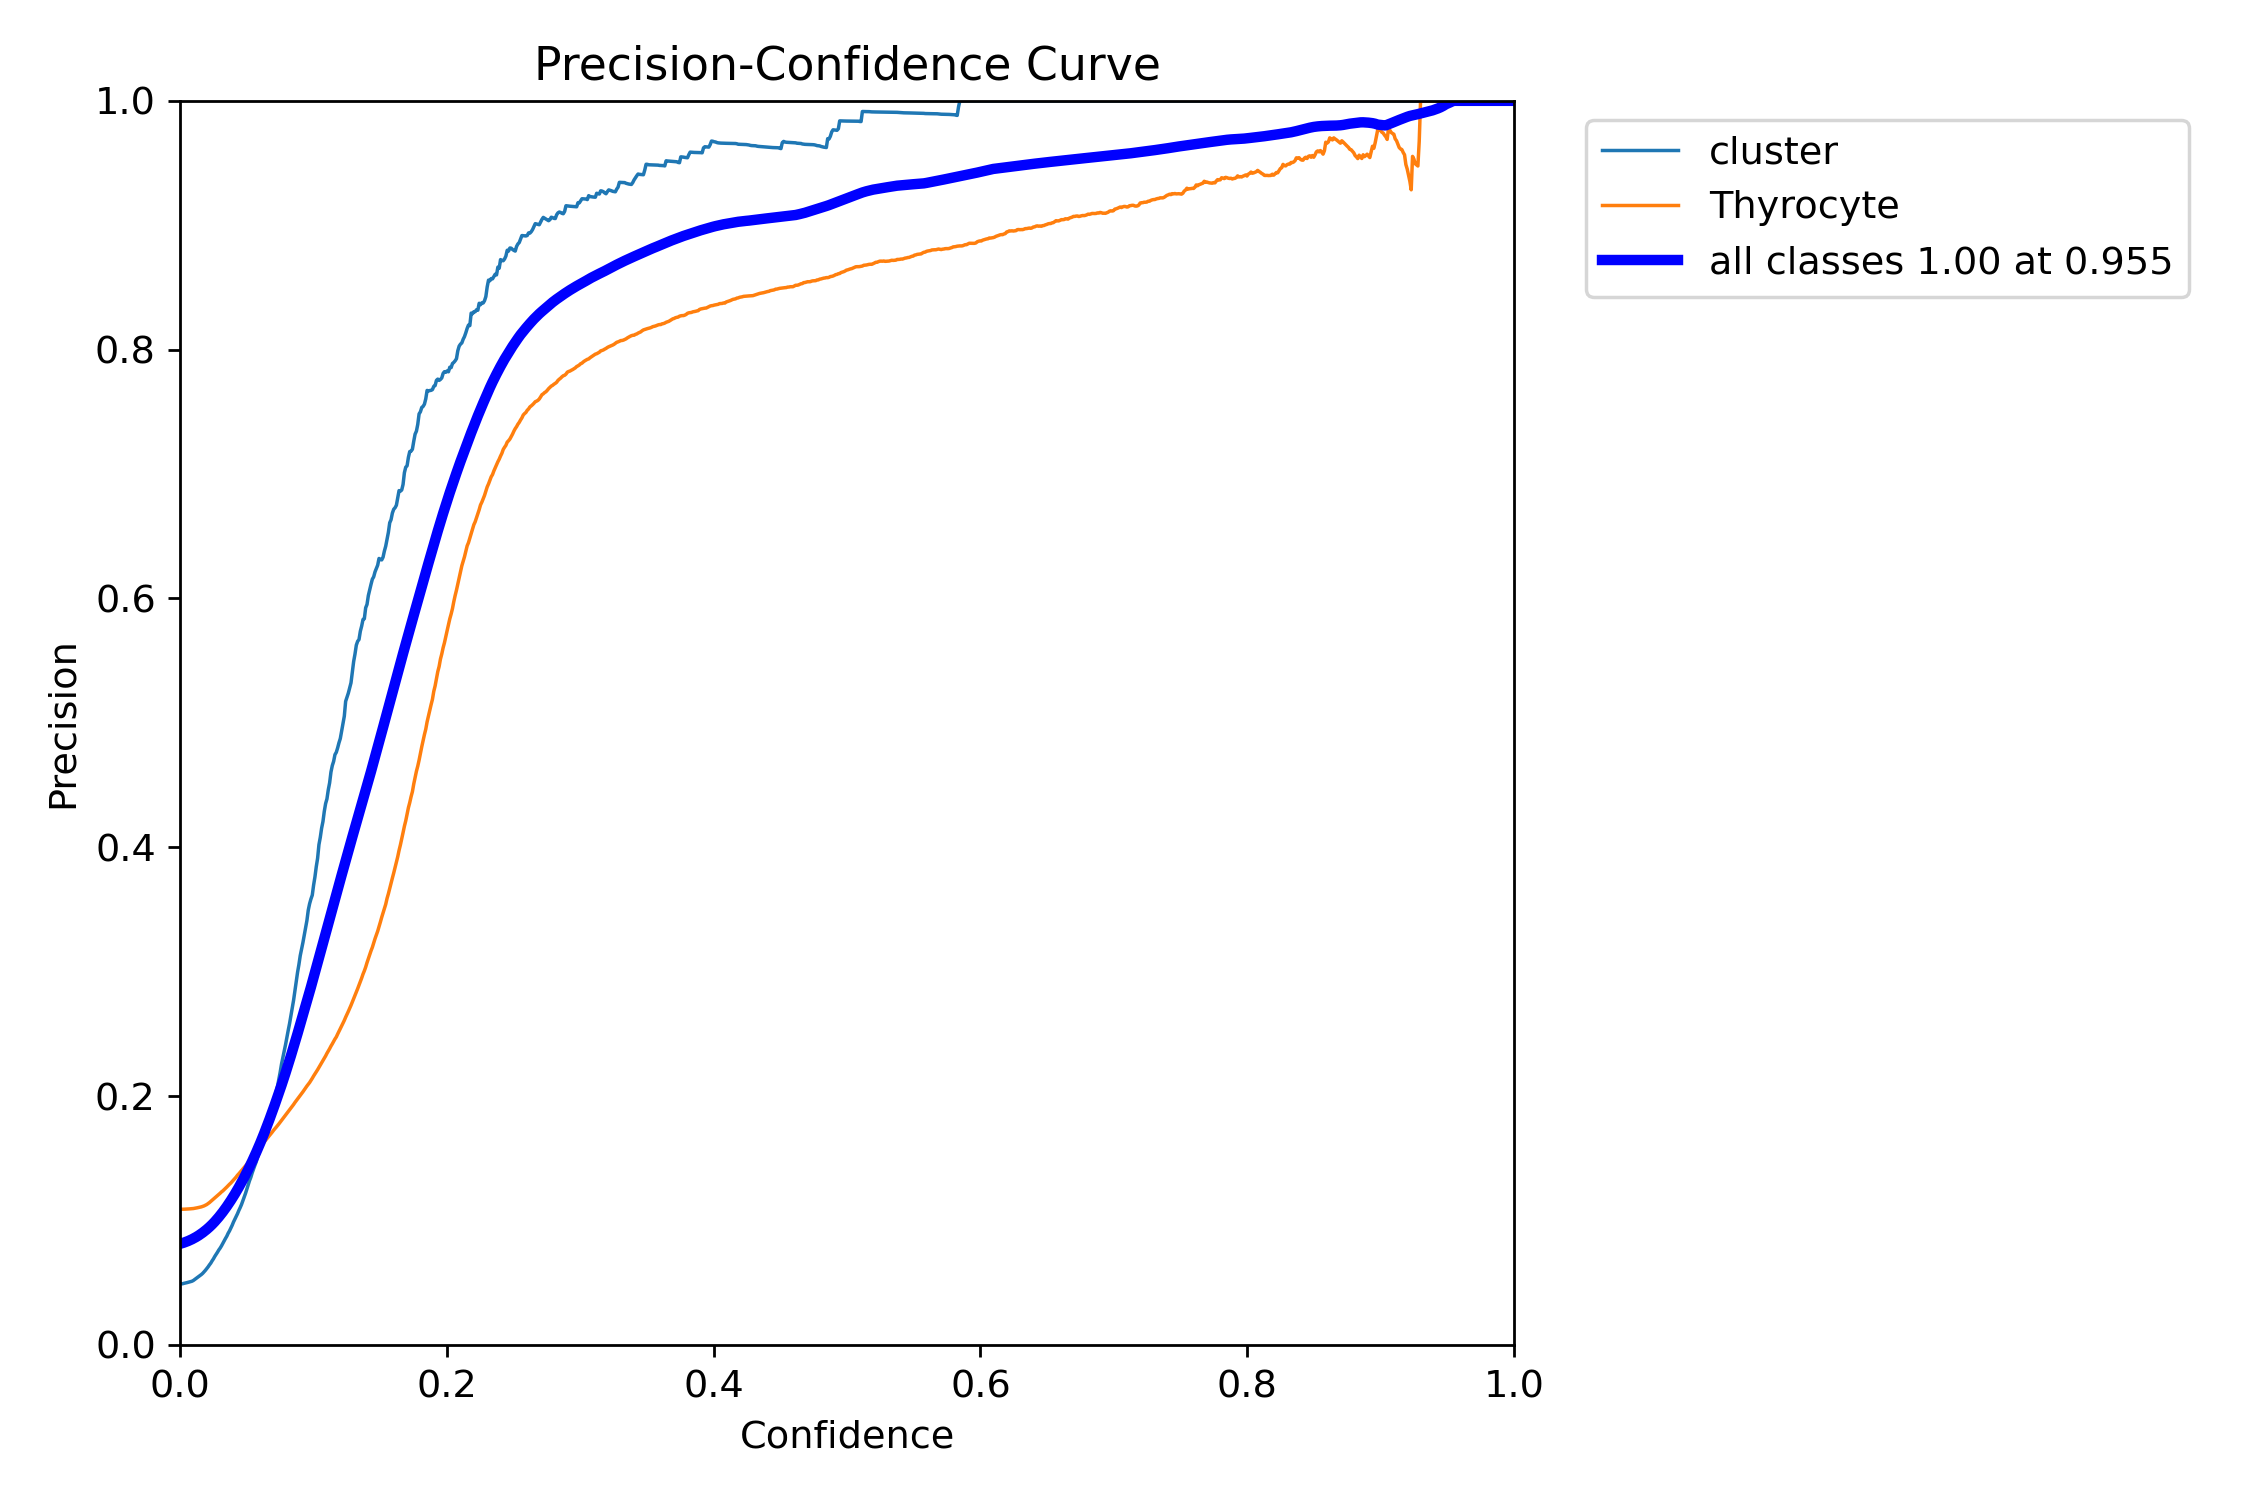 Precision-Confidence Curve
1.0
0.8
0.6
0.4
0.2
0.0
Precision
0.0 0.2 0.4 0.6 0.8 1.0
Confidence
cluster
Thyrocyte
all classes 1.00 at 0.955